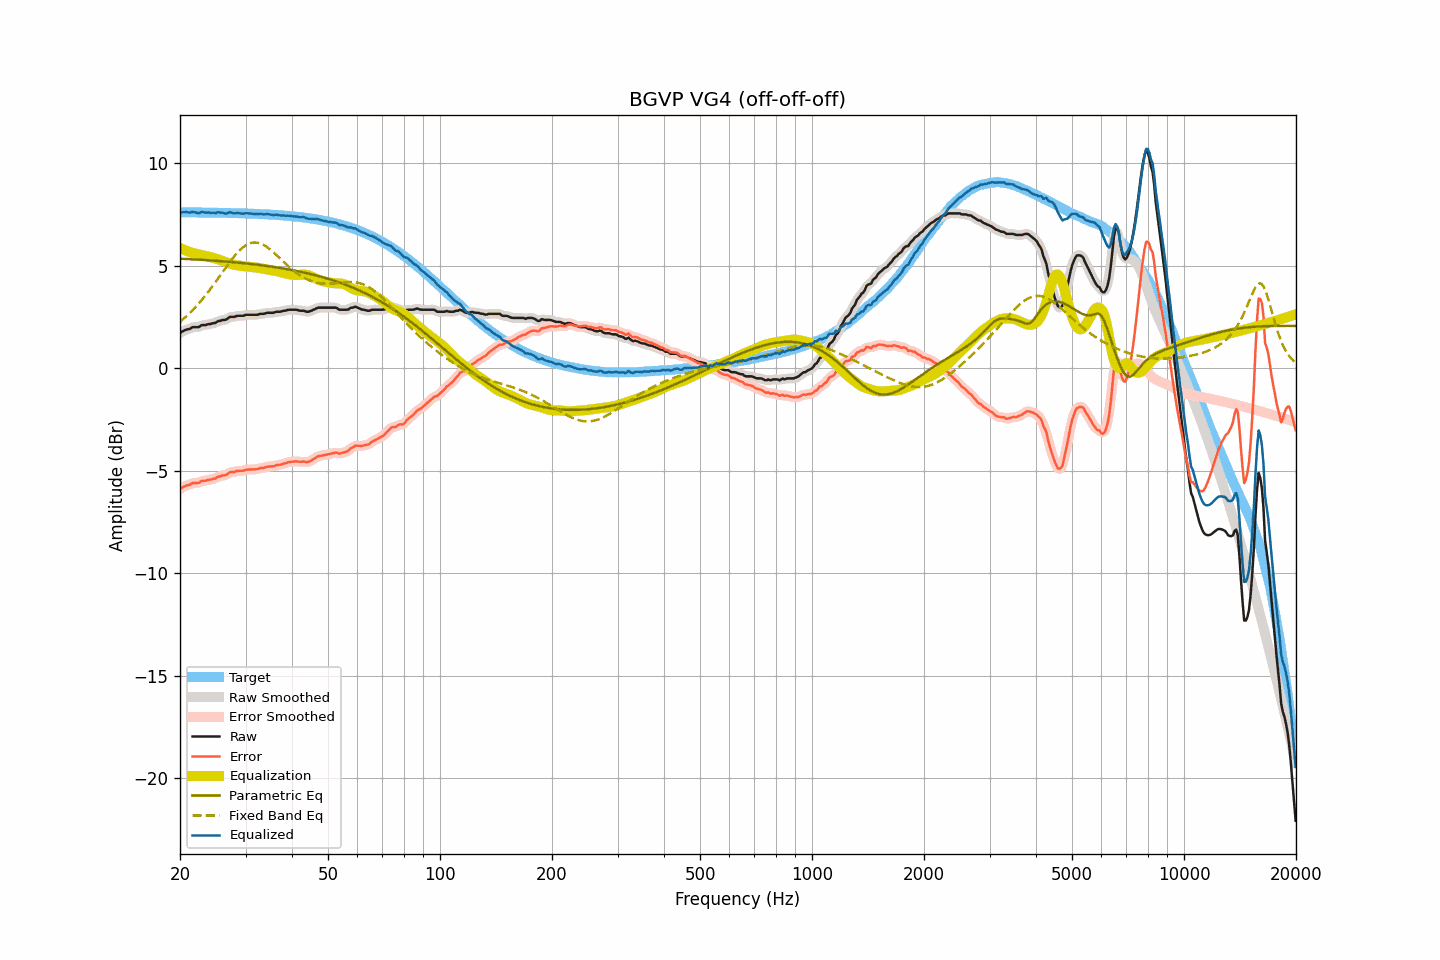 BGVP VG4 (off-off-off)
10
5
0
−5
−10
−15
−20
Amplitude (dBr)
Target
Raw Smoothed
Error Smoothed
Raw
Error
Equalization
Parametric Eq
Fixed Band Eq
Equalized
20 50 100 200 500 1000 2000 5000 10000 20000
Frequency (Hz)